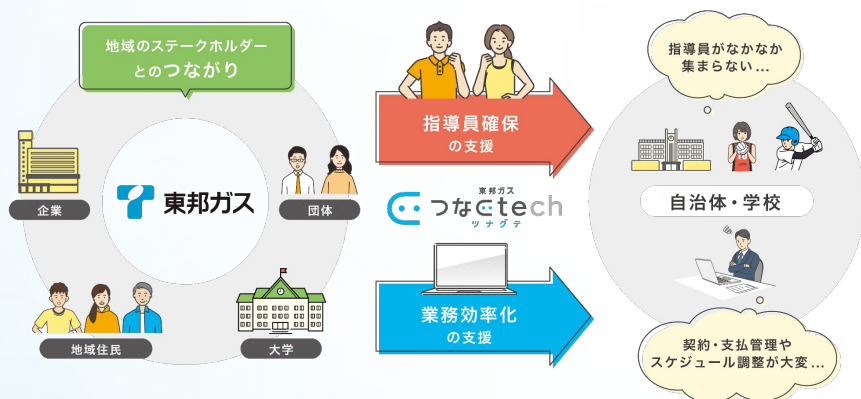 地域のステークホルダー
とのつながり
企業
東邦ガス
団体
地域住民
大学
指導員確保
の支援
東邦ガス
つなぐtech
ツナグテ
業務効率化
の支援
指導員がなかなか
集まらない...
自治体・学校
契約・支払管理や
スケジュール調整が大変...